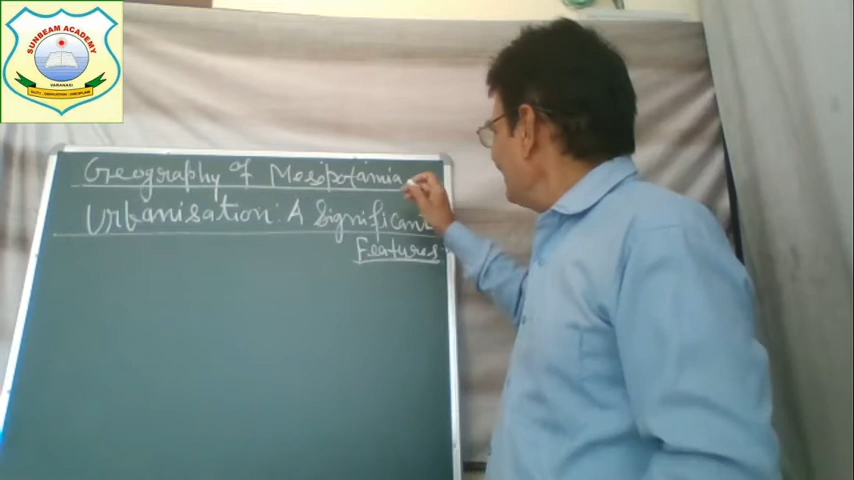 SUNBEAM ACADEMY
VARANASI
Geography of Mesopotamia
Urbanisation: A Significant
Features